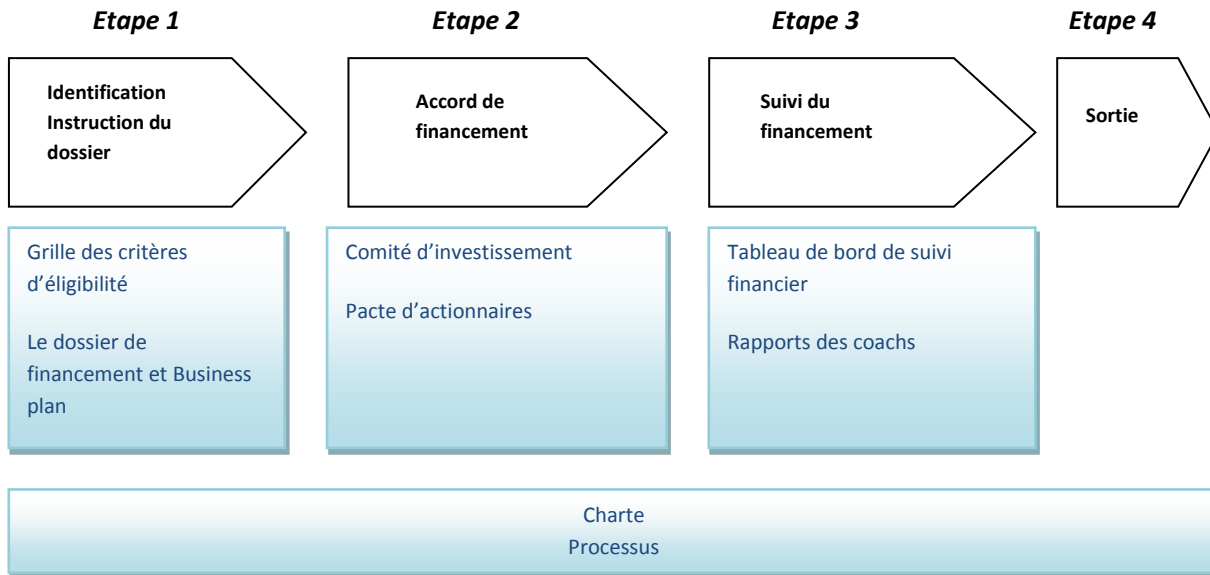 Etape 1
Etape 2
Etape 3
Etape 4
Identification
Instruction du
dossier
Accord de
financement
Suivi du
financement
Sortie
Grille des critères
d’éligibilité
Le dossier de
financement et Business
plan
Comité d’investissement
Pacte d’actionnaires
Tableau de bord de suivi
financier
Rapports des coachs
Charte
Processus